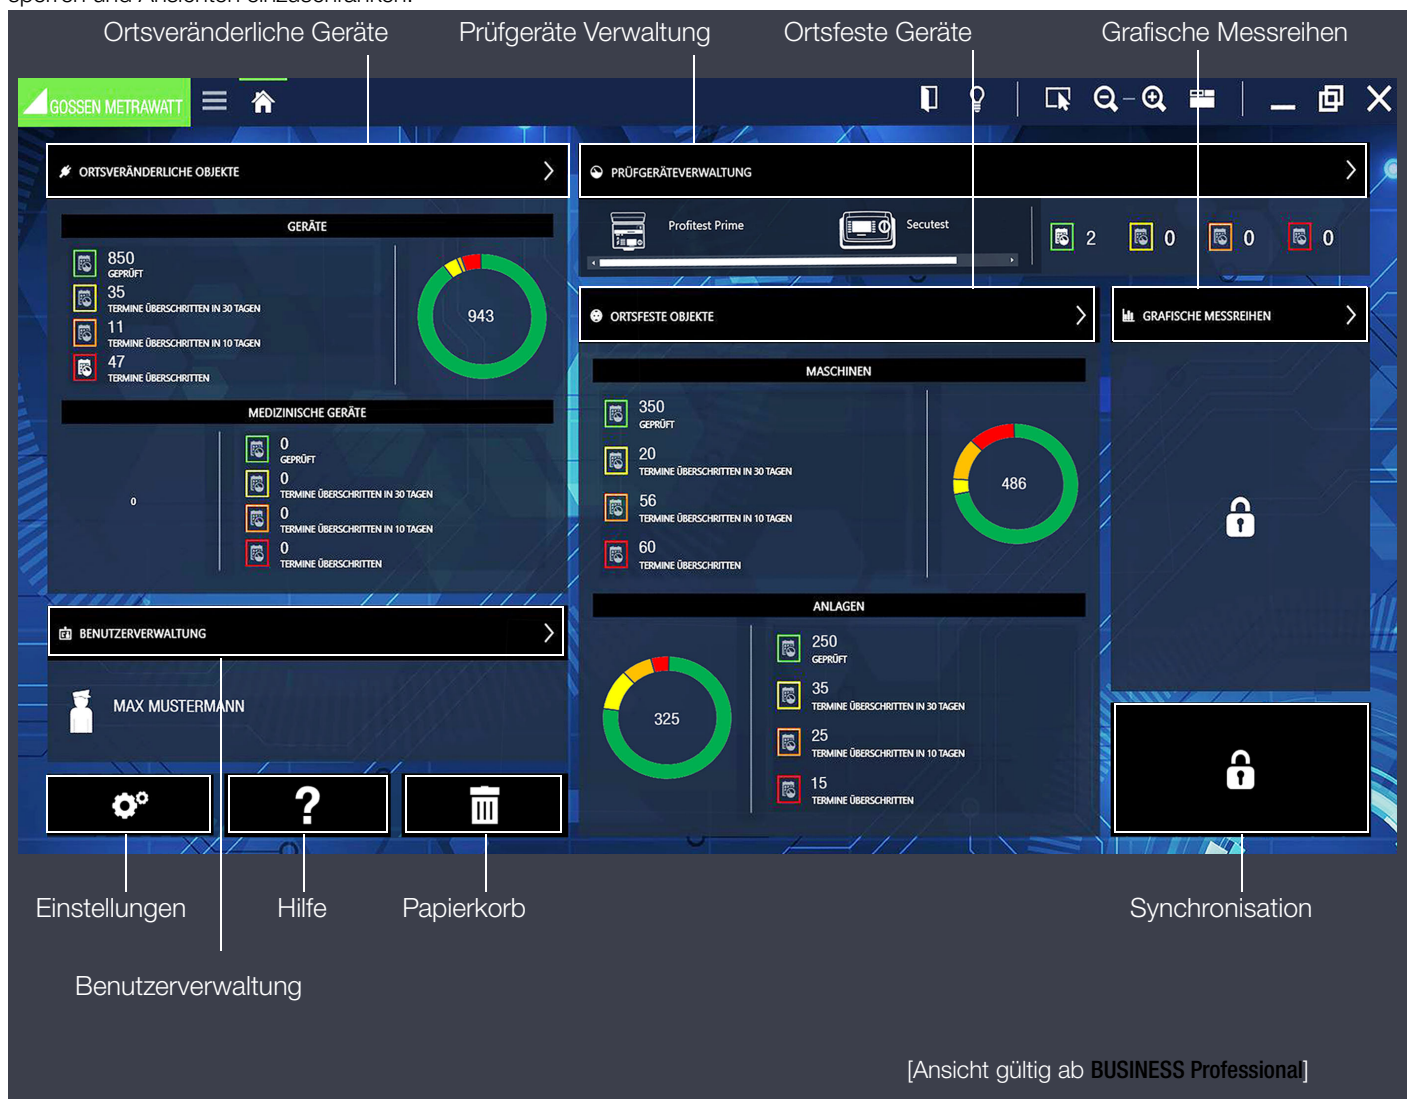 sperren und Ansichten einzuschränken.
Ortsveränderliche Geräte
Prüfgeräte Verwaltung
Ortsfeste Geräte
Grafische Messreihen
GOSSEN METRAWATT
ORTSVERÄNDERLICHE OBJEKTE
GERÄTE
850
GEPRÜFT
35
TERMINE ÜBERSCHRITTEN IN 30 TAGEN
11
TERMINE ÜBERSCHRITTEN IN 10 TAGEN
47
TERMINE ÜBERSCHRITTEN
943
MEDIZINISCHE GERÄTE
0
0
GEPRÜFT
0
TERMINE ÜBERSCHRITTEN IN 30 TAGEN
0
TERMINE ÜBERSCHRITTEN IN 10 TAGEN
0
TERMINE ÜBERSCHRITTEN
PRÜFGERÄTEVERWALTUNG
Profitest Prime
Secutest
2
0
0
0
ORTSFESTE OBJEKTE
MASCHINEN
350
GEPRÜFT
20
TERMINE ÜBERSCHRITTEN IN 30 TAGEN
56
TERMINE ÜBERSCHRITTEN IN 10 TAGEN
60
TERMINE ÜBERSCHRITTEN
486
ANLAGEN
325
250
GEPRÜFT
35
TERMINE ÜBERSCHRITTEN IN 30 TAGEN
25
TERMINE ÜBERSCHRITTEN IN 10 TAGEN
15
TERMINE ÜBERSCHRITTEN
GRAFISCHE MESSREIHEN
BENUTZERVERWALTUNG
MAX MUSTERMANN
?
Einstellungen
Hilfe
Papierkorb
Synchronisation
Benutzerverwaltung
[Ansicht gültig ab BUSINESS Professional]